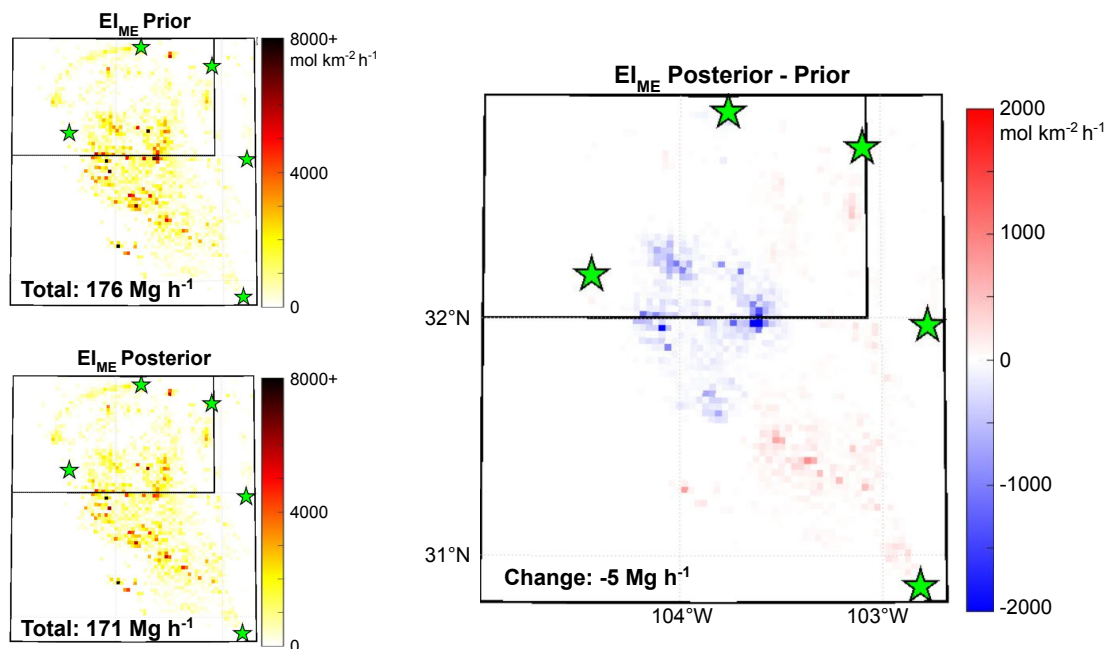 EI_ME Prior
8000+
mol km⁻² h⁻¹
4000
0
Total: 176 Mg h⁻¹
EI_ME Posterior
8000+
4000
0
Total: 171 Mg h⁻¹
EI_ME Posterior - Prior
2000
mol km⁻² h⁻¹
1000
0
-1000
-2000
32°N
31°N
Change: -5 Mg h⁻¹
104°W
103°W